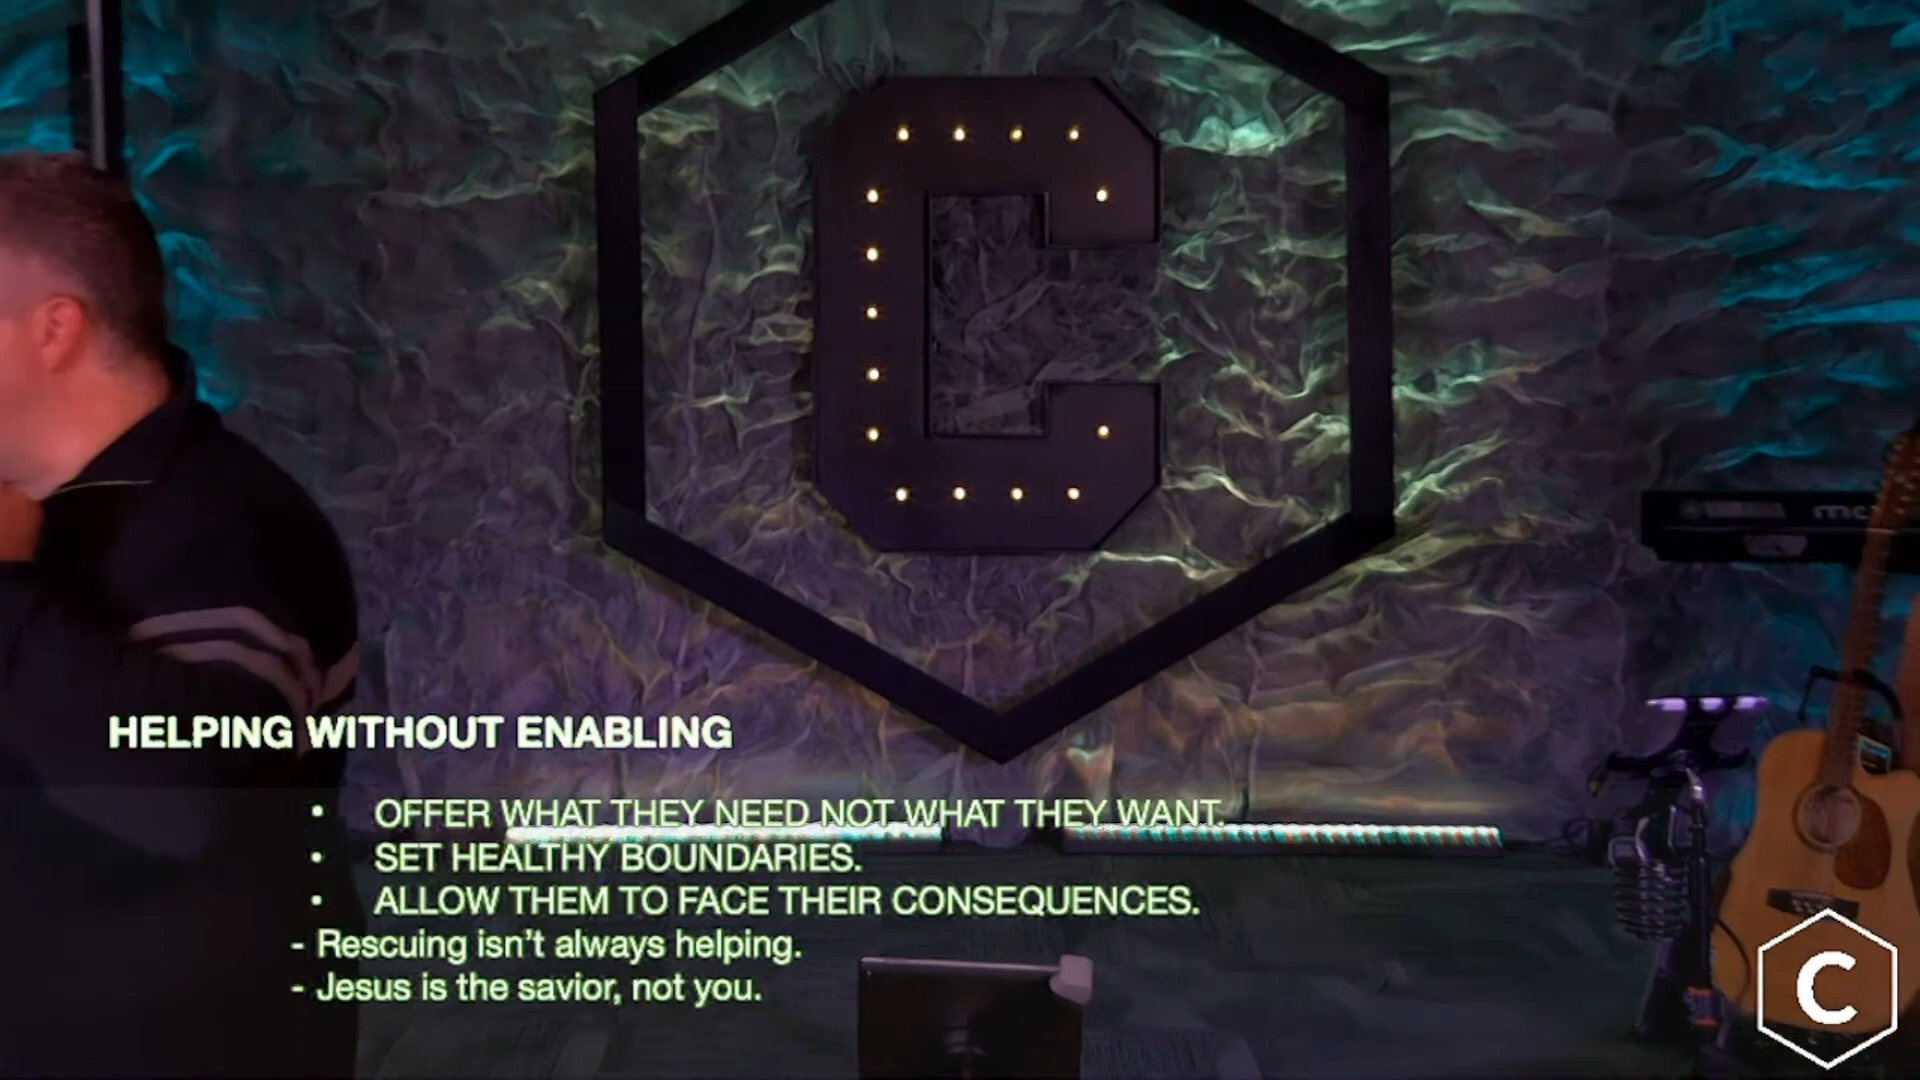 C
HELPING WITHOUT ENABLING
• OFFER WHAT THEY NEED NOT WHAT THEY WANT.
• SET HEALTHY BOUNDARIES.
• ALLOW THEM TO FACE THEIR CONSEQUENCES.
- Rescuing isn't always helping.
- Jesus is the savior, not you.
C